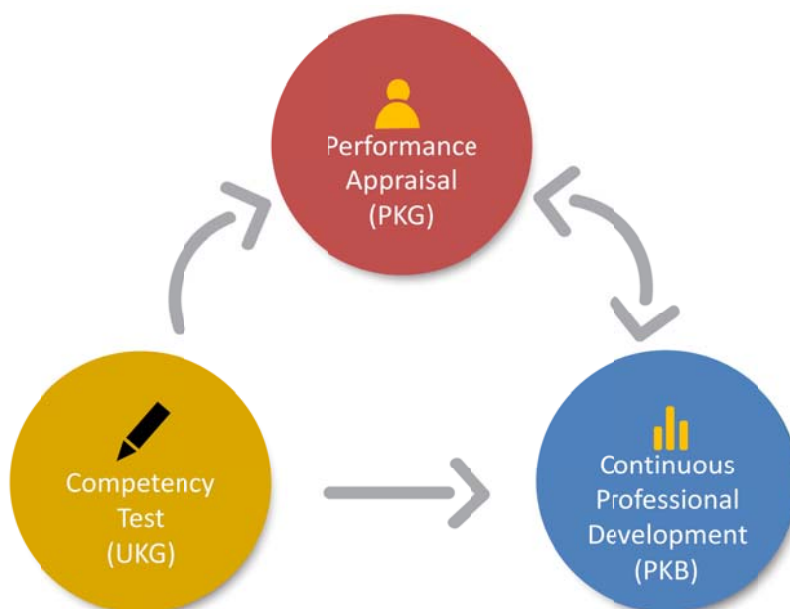 Performance
Appraisal
(PKG)
Competency
Test
(UKG)
Continuous
Professional
Development
(PKB)